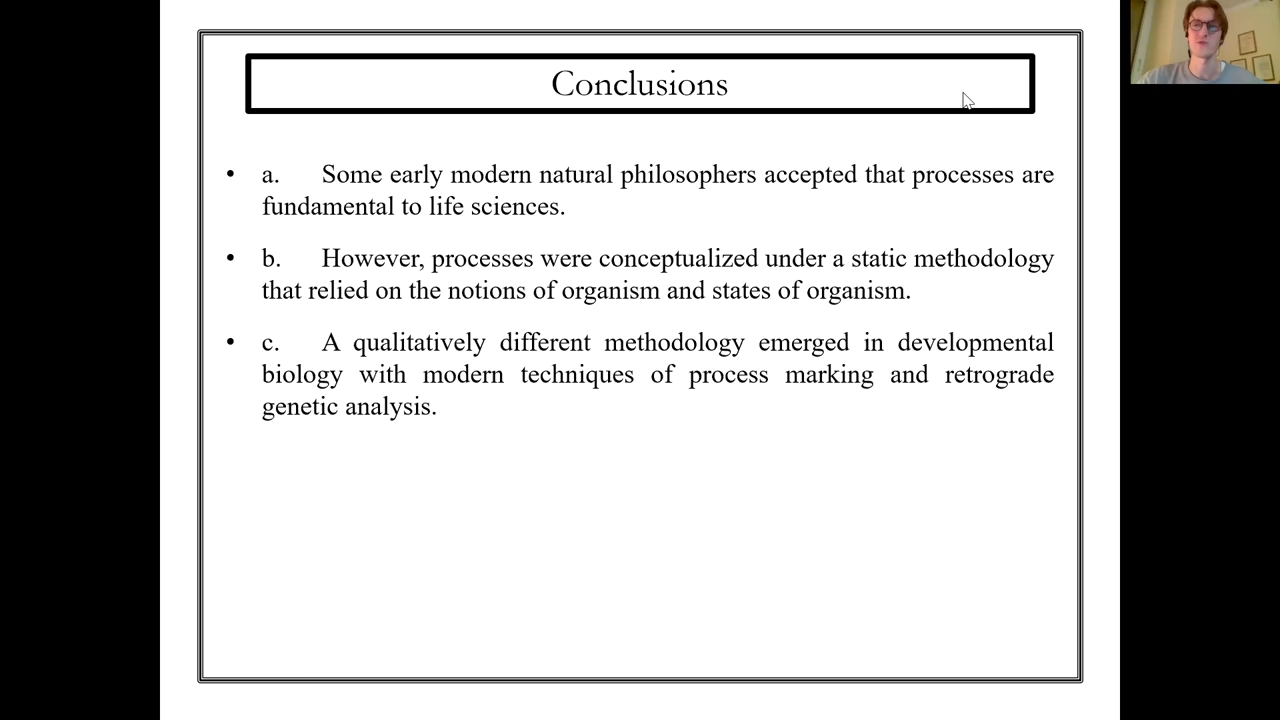 Conclusions
• a. Some early modern natural philosophers accepted that processes are
fundamental to life sciences.
• b. However, processes were conceptualized under a static methodology
that relied on the notions of organism and states of organism.
• c. A qualitatively different methodology emerged in developmental
biology with modern techniques of process marking and retrograde
genetic analysis.